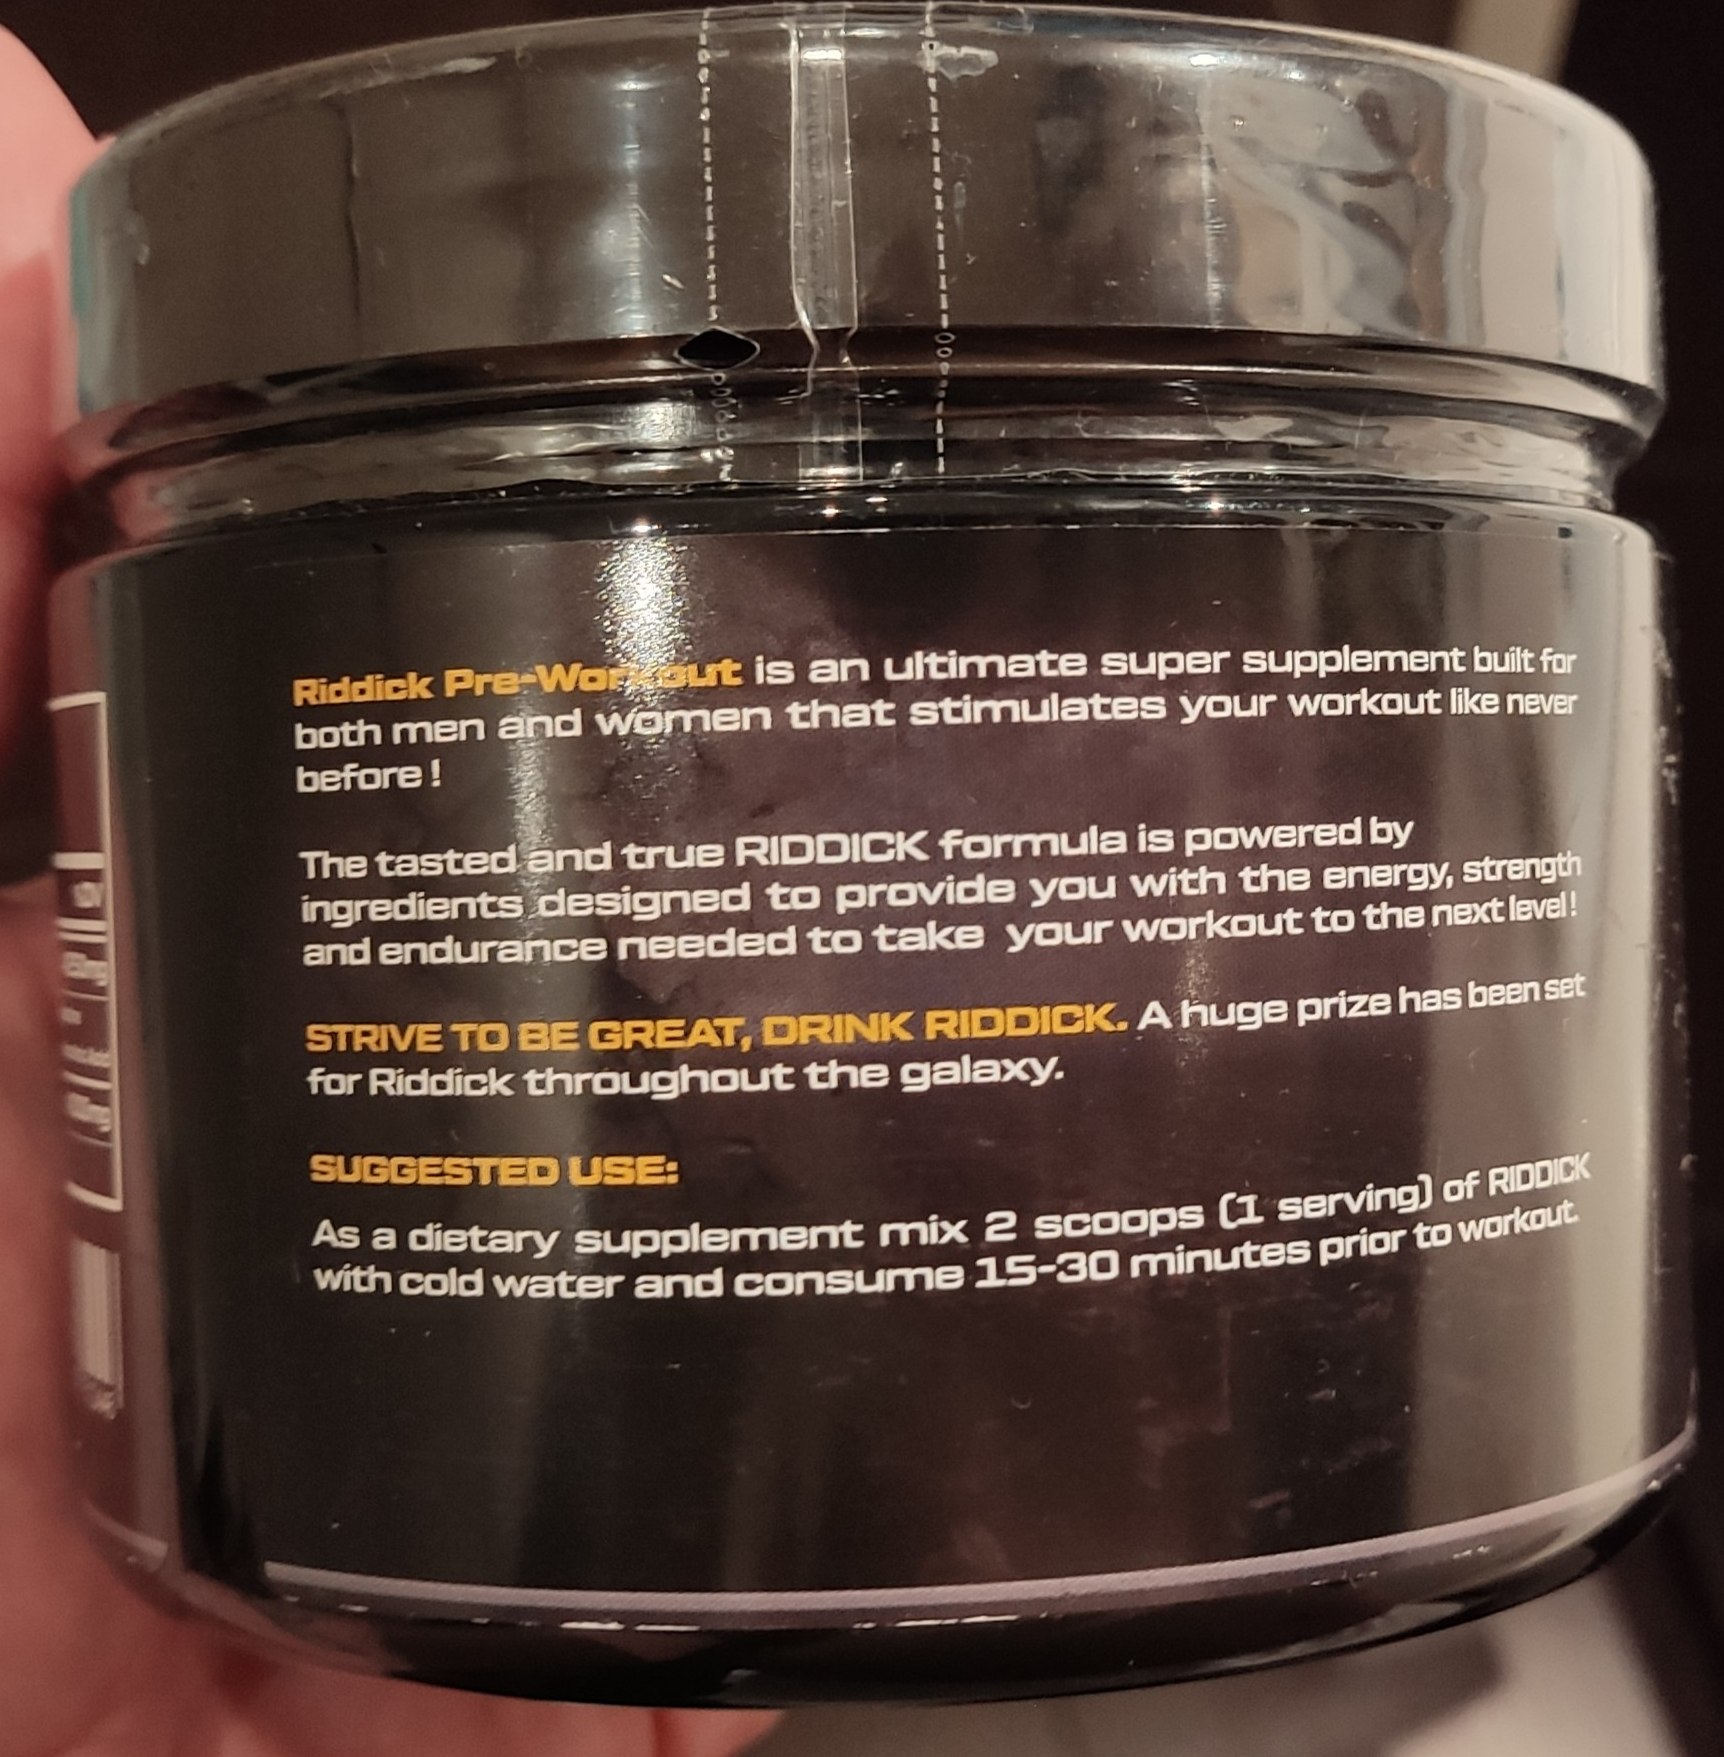 Riddick Pre-Workout is an ultimate super supplement built for
both men and women that stimulates your workout like never
before !
The tasted and true RIDDICK formula is powered by
ingredients designed to provide you with the energy, strength
and endurance needed to take your workout to the next level!
STRIVE TO BE GREAT, DRINK RIDDICK. A huge prize has been set
for Riddick throughout the galaxy.
SUGGESTED USE:
As a dietary supplement mix 2 scoops (1 serving) of RIDDICK
with cold water and consume 15-30 minutes prior to workout.